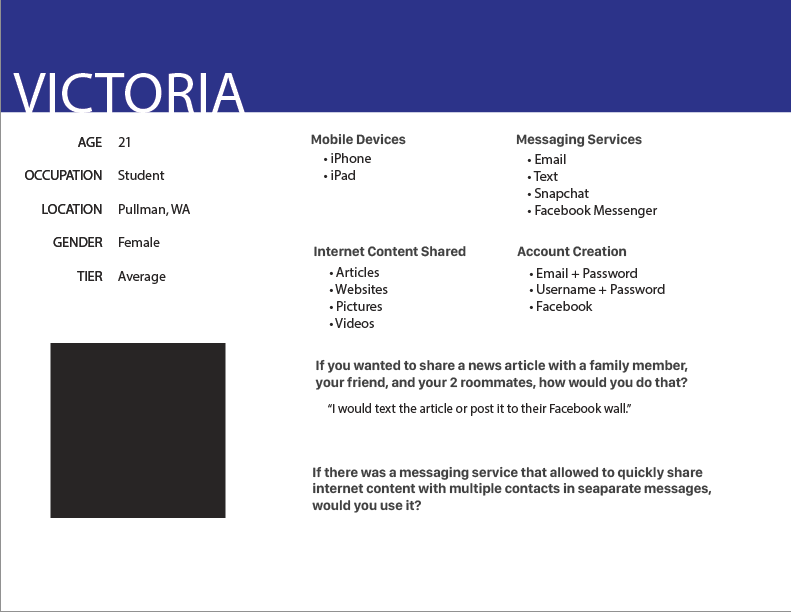 VICTORIA
AGE 21
OCCUPATION Student
LOCATION Pullman, WA
GENDER Female
TIER Average
Mobile Devices
• iPhone
• iPad
Messaging Services
• Email
• Text
• Snapchat
• Facebook Messenger
Internet Content Shared
• Articles
• Websites
• Pictures
• Videos
Account Creation
• Email + Password
• Username + Password
• Facebook
If you wanted to share a news article with a family member,
your friend, and your 2 roommates, how would you do that?
“I would text the article or post it to their Facebook wall.”
If there was a messaging service that allowed to quickly share
internet content with multiple contacts in seaparate messages,
would you use it?